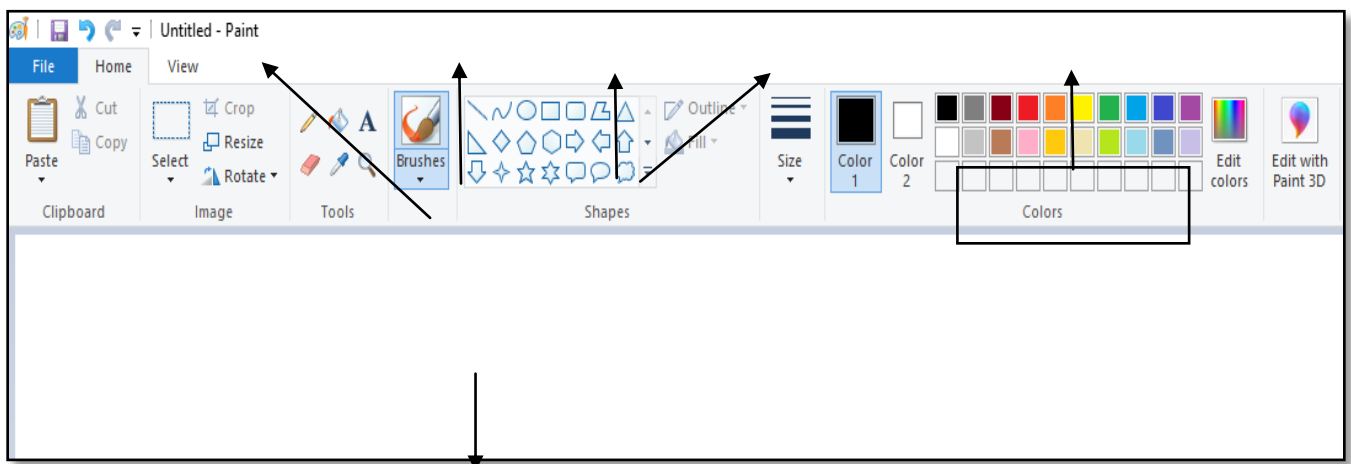 Untitled - Paint
File Home View
Cut Crop Outline
Copy Resize Fill
Paste Select Rotate A Brushes Size Color 1 Color 2 Edit colors Edit with Paint 3D
Clipboard Image Tools Shapes Colors